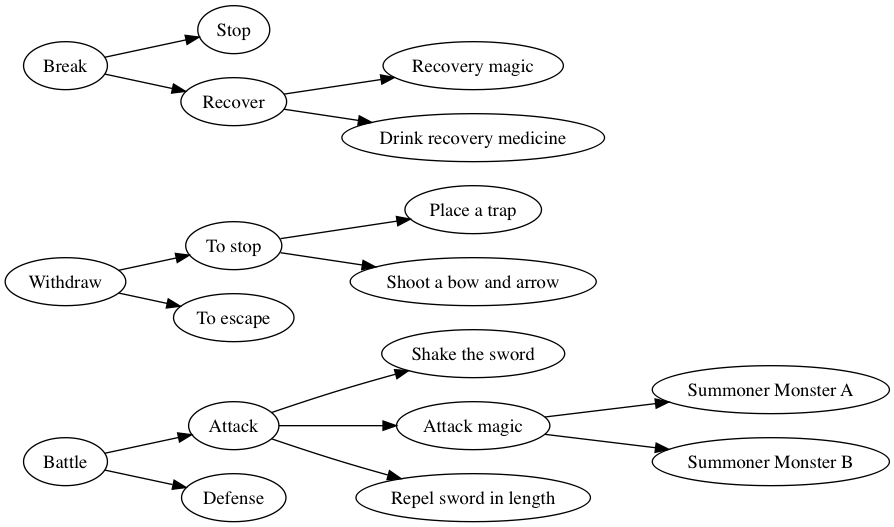 Stop
Break
Recovery magic
Recover
Drink recovery medicine
Place a trap
To stop
Withdraw
Shoot a bow and arrow
To escape
Shake the sword
Summoner Monster A
Attack
Attack magic
Battle
Summoner Monster B
Defense
Repel sword in length